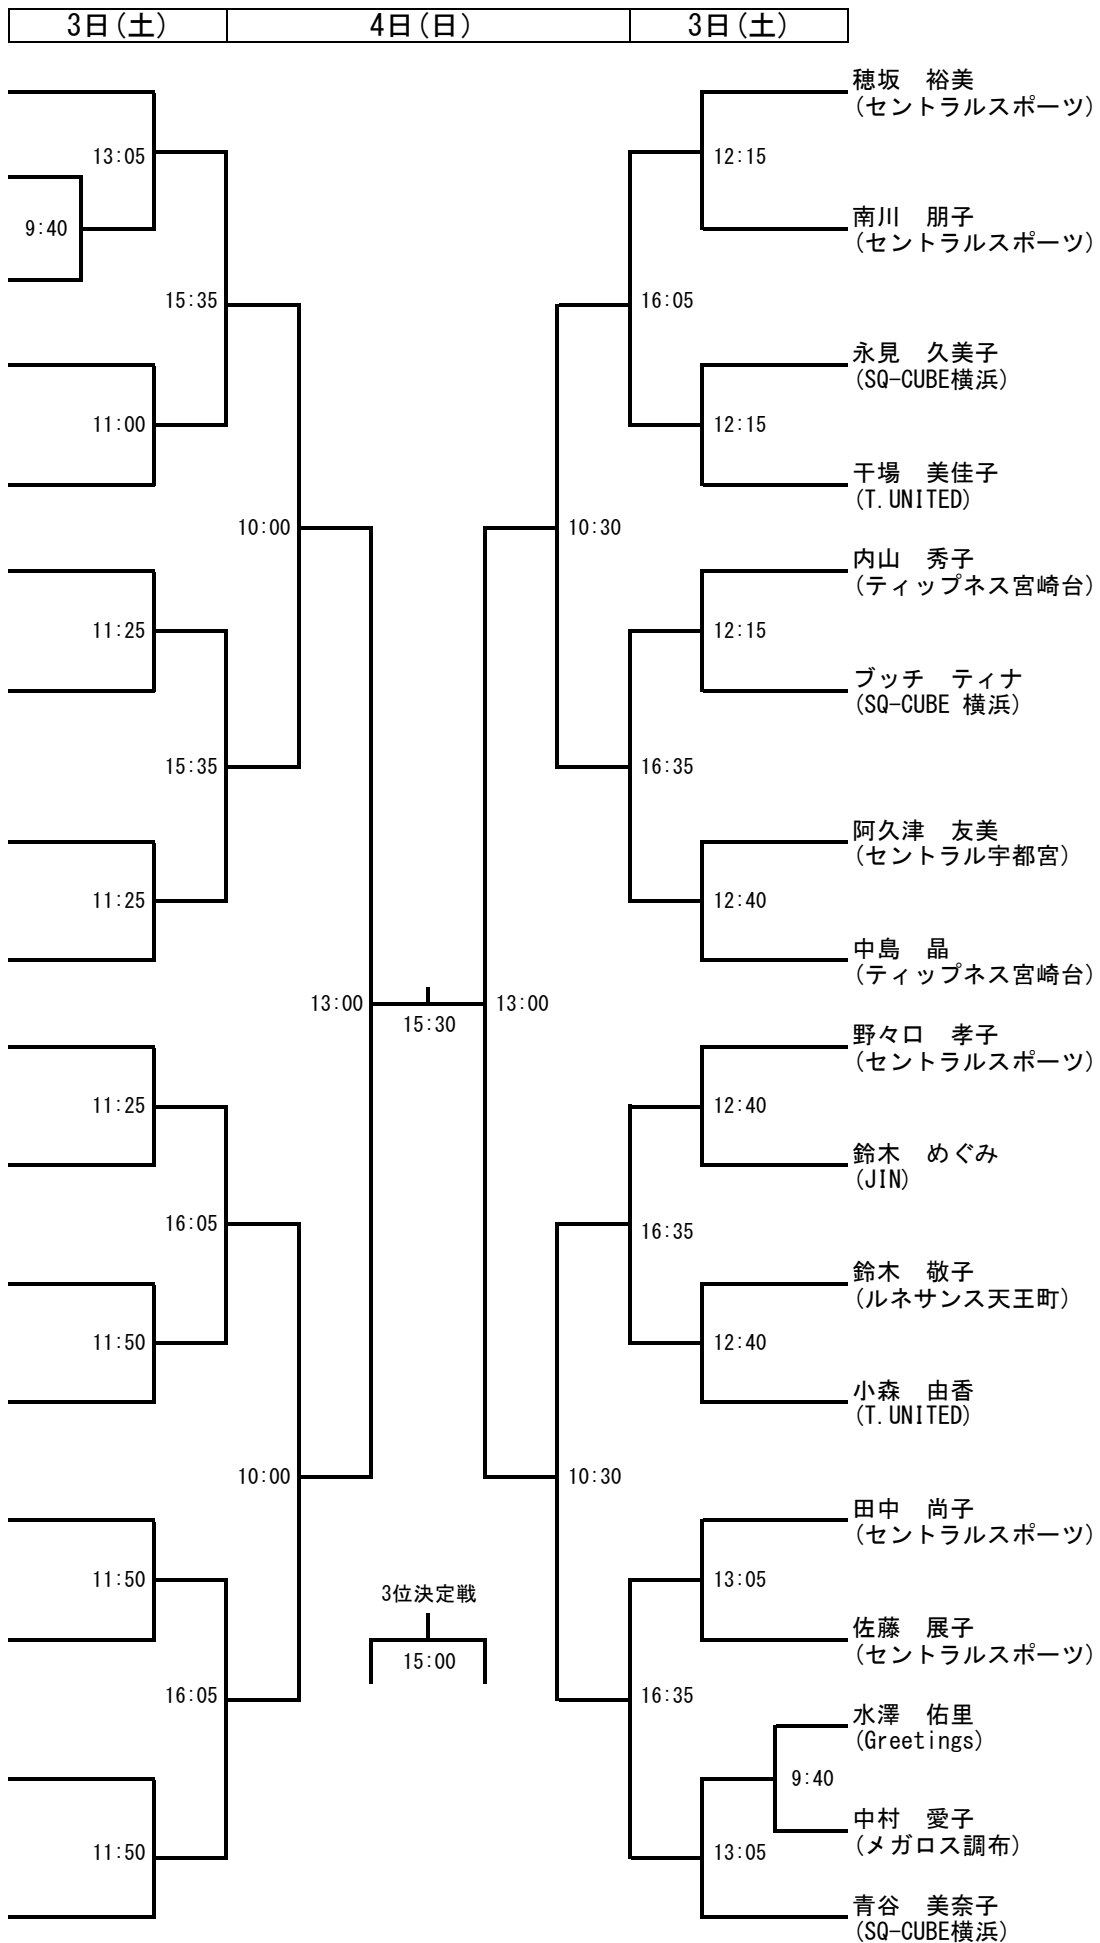 3日(土) 4日(日) 3日(土)
穂坂　裕美
(セントラルスポーツ)
13:05 12:15
9:40
南川　朋子
(セントラルスポーツ)
15:35 16:05
永見　久美子
(SQ-CUBE横浜)
11:00 12:15
干場　美佳子
(T.UNITED)
10:00 10:30
内山　秀子
(ティップネス宮崎台)
11:25 12:15
ブッチ　ティナ
(SQ-CUBE 横浜)
15:35 16:35
阿久津　友美
(セントラル宇都宮)
11:25 12:40
中島　晶
(ティップネス宮崎台)
13:00 15:30 13:00
野々口　孝子
(セントラルスポーツ)
11:25 12:40
鈴木　めぐみ
(JIN)
16:05 16:35
鈴木　敬子
(ルネサンス天王町)
11:50 12:40
小森　由香
(T.UNITED)
10:00 10:30
田中　尚子
(セントラルスポーツ)
11:50 13:05
3位決定戦
15:00
佐藤　展子
(セントラルスポーツ)
16:05 16:35
水澤　佑里
(Greetings)
9:40
中村　愛子
(メガロス調布)
11:50 13:05
青谷　美奈子
(SQ-CUBE横浜)